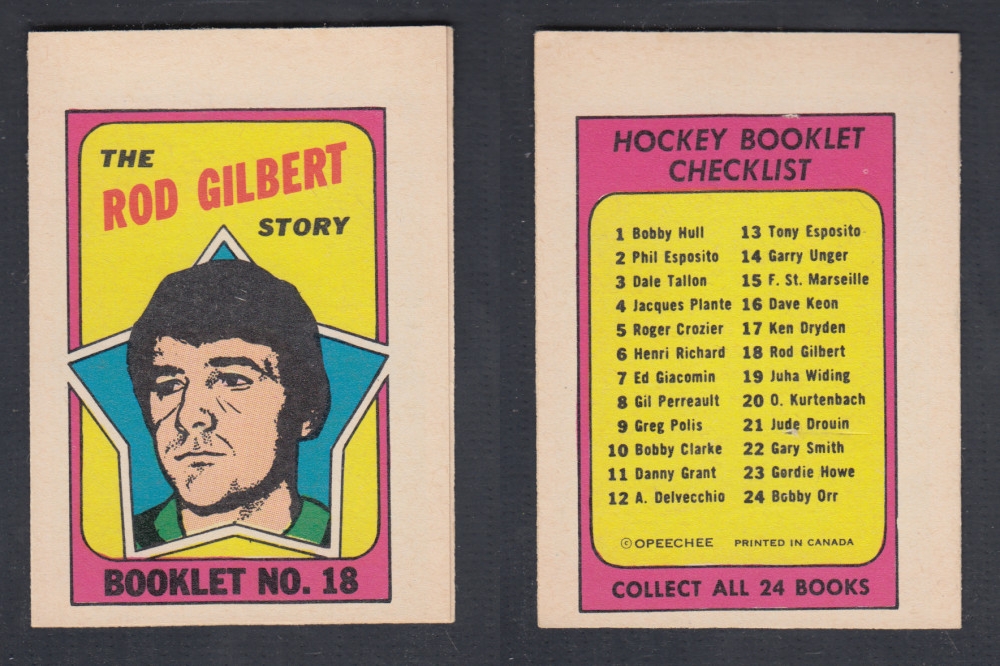 THE
ROD GILBERT
STORY
BOOKLET NO. 18
HOCKEY BOOKLET
CHECKLIST
1 Bobby Hull
2 Phil Esposito
3 Dale Tallon
4 Jacques Plante
5 Roger Crozier
6 Henri Richard
7 Ed Giacomin
8 Gil Perreault
9 Greg Polis
10 Bobby Clarke
11 Danny Grant
12 A. Delvecchio
13 Tony Esposito
14 Garry Unger
15 F. St. Marseille
16 Dave Keon
17 Ken Dryden
18 Rod Gilbert
19 Juha Widing
20 O. Kurtenbach
21 Jude Drouin
22 Gary Smith
23 Gordie Howe
24 Bobby Orr
© OPEECHEE PRINTED IN CANADA
COLLECT ALL 24 BOOKS